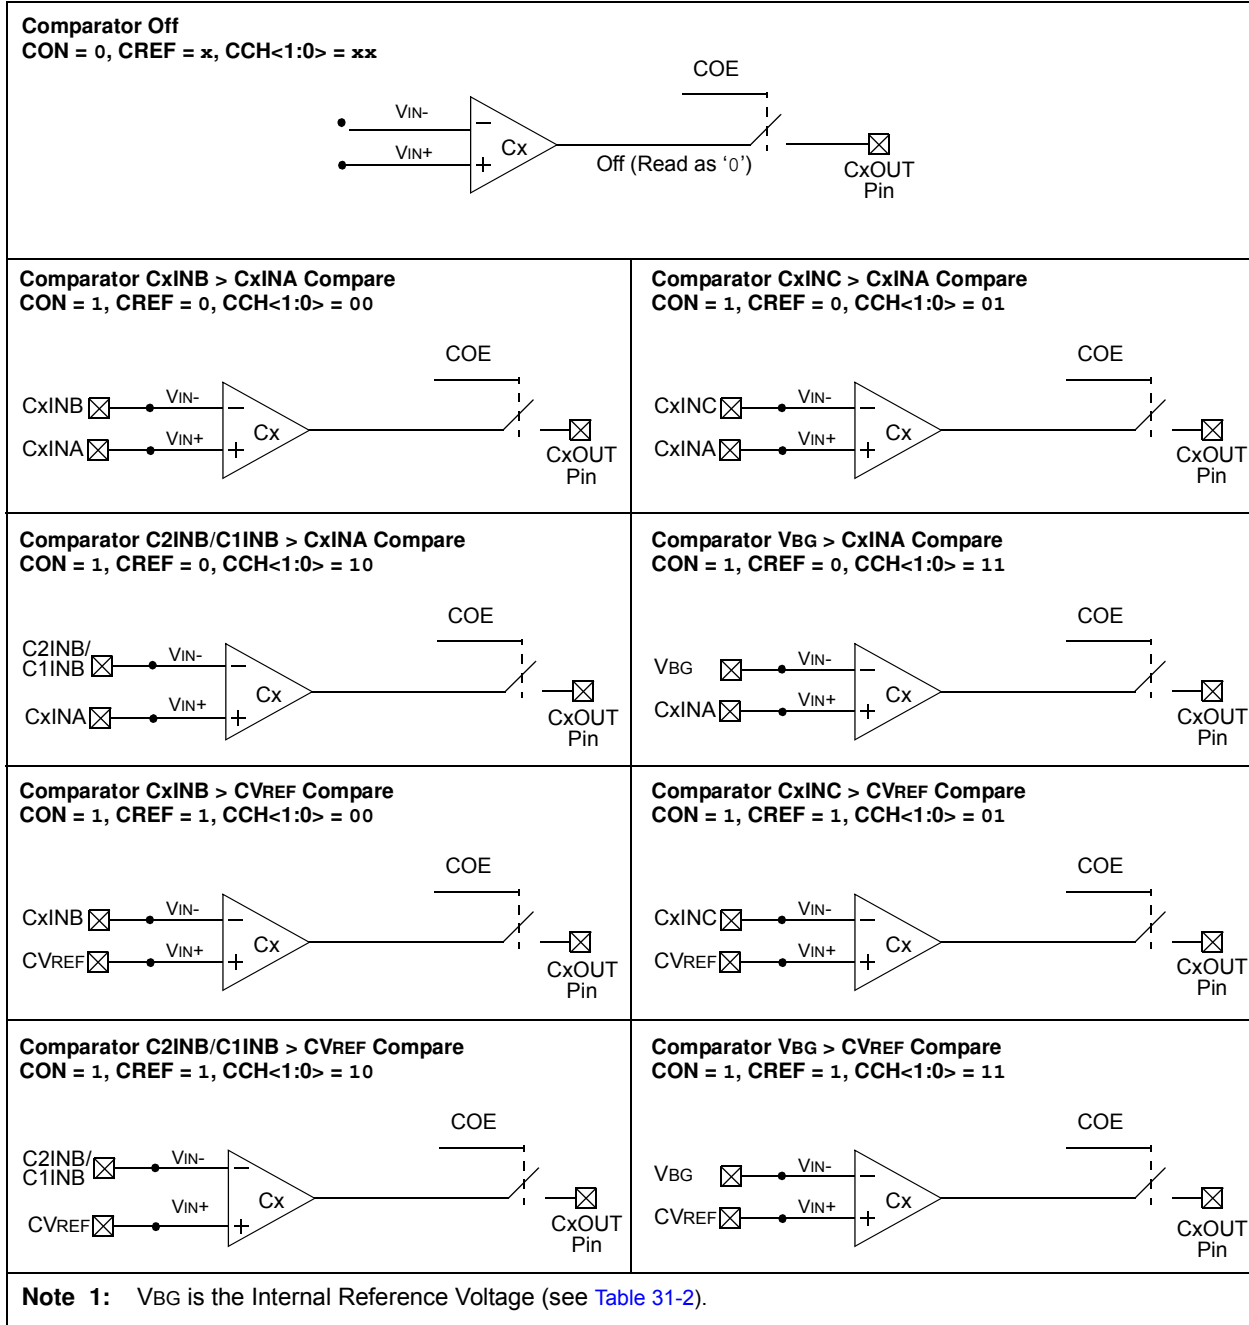 Comparator Off
CON = 0, CREF = x, CCH<1:0> = xx
COE
VIN-
VIN+
Cx
Off (Read as ‘0’)
CxOUT
Pin
Comparator CxINB > CxINA Compare
CON = 1, CREF = 0, CCH<1:0> = 00
COE
CxINB
VIN-
CxINA
VIN+
Cx
CxOUT
Pin
Comparator CxINC > CxINA Compare
CON = 1, CREF = 0, CCH<1:0> = 01
COE
CxINC
VIN-
CxINA
VIN+
Cx
CxOUT
Pin
Comparator C2INB/C1INB > CxINA Compare
CON = 1, CREF = 0, CCH<1:0> = 10
COE
C2INB/
C1INB
VIN-
CxINA
VIN+
Cx
CxOUT
Pin
Comparator VBG > CxINA Compare
CON = 1, CREF = 0, CCH<1:0> = 11
COE
VBG
VIN-
CxINA
VIN+
Cx
CxOUT
Pin
Comparator CxINB > CVREF Compare
CON = 1, CREF = 1, CCH<1:0> = 00
COE
CxINB
VIN-
CVREF
VIN+
Cx
CxOUT
Pin
Comparator CxINC > CVREF Compare
CON = 1, CREF = 1, CCH<1:0> = 01
COE
CxINC
VIN-
CVREF
VIN+
Cx
CxOUT
Pin
Comparator C2INB/C1INB > CVREF Compare
CON = 1, CREF = 1, CCH<1:0> = 10
COE
C2INB/
C1INB
VIN-
CVREF
VIN+
Cx
CxOUT
Pin
Comparator VBG > CVREF Compare
CON = 1, CREF = 1, CCH<1:0> = 11
COE
VBG
VIN-
CVREF
VIN+
Cx
CxOUT
Pin
Note 1: VBG is the Internal Reference Voltage (see Table 31-2).